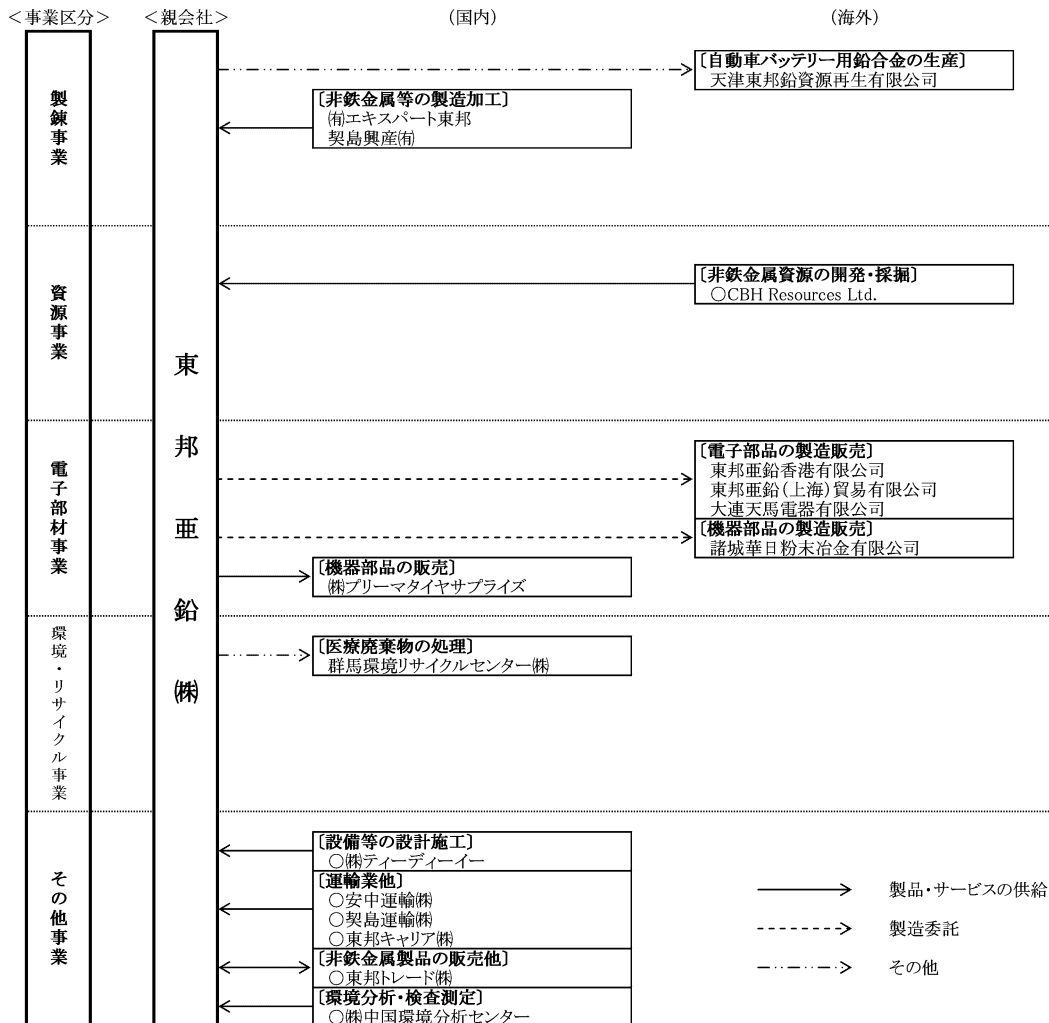 ＜事業区分＞ ＜親会社＞ (国内) (海外)
製錬事業
資源事業
電子部材事業
環境・リサイクル事業
その他事業
東邦亜鉛㈱
〔自動車バッテリー用鉛合金の生産〕
天津東邦鉛資源再生有限公司
〔非鉄金属等の製造加工〕
㈲エキスパート東邦
契島興産㈲
〔非鉄金属資源の開発・採掘〕
○CBH Resources Ltd.
〔電子部品の製造販売〕
東邦亜鉛香港有限公司
東邦亜鉛(上海)貿易有限公司
大連天馬電器有限公司
〔機器部品の製造販売〕
諸城華日粉末冶金有限公司
〔機器部品の販売〕
㈱プリーマタイヤサプライズ
〔医療廃棄物の処理〕
群馬環境リサイクルセンター㈱
〔設備等の設計施工〕
○㈱ティーディーイー
〔運輸業他〕
○安中運輸㈱
○契島運輸㈱
○東邦キャリア㈱
〔非鉄金属製品の販売他〕
○東邦トレード㈱
〔環境分析・検査測定〕
○㈱中国環境分析センター
製品・サービスの供給
製造委託
その他